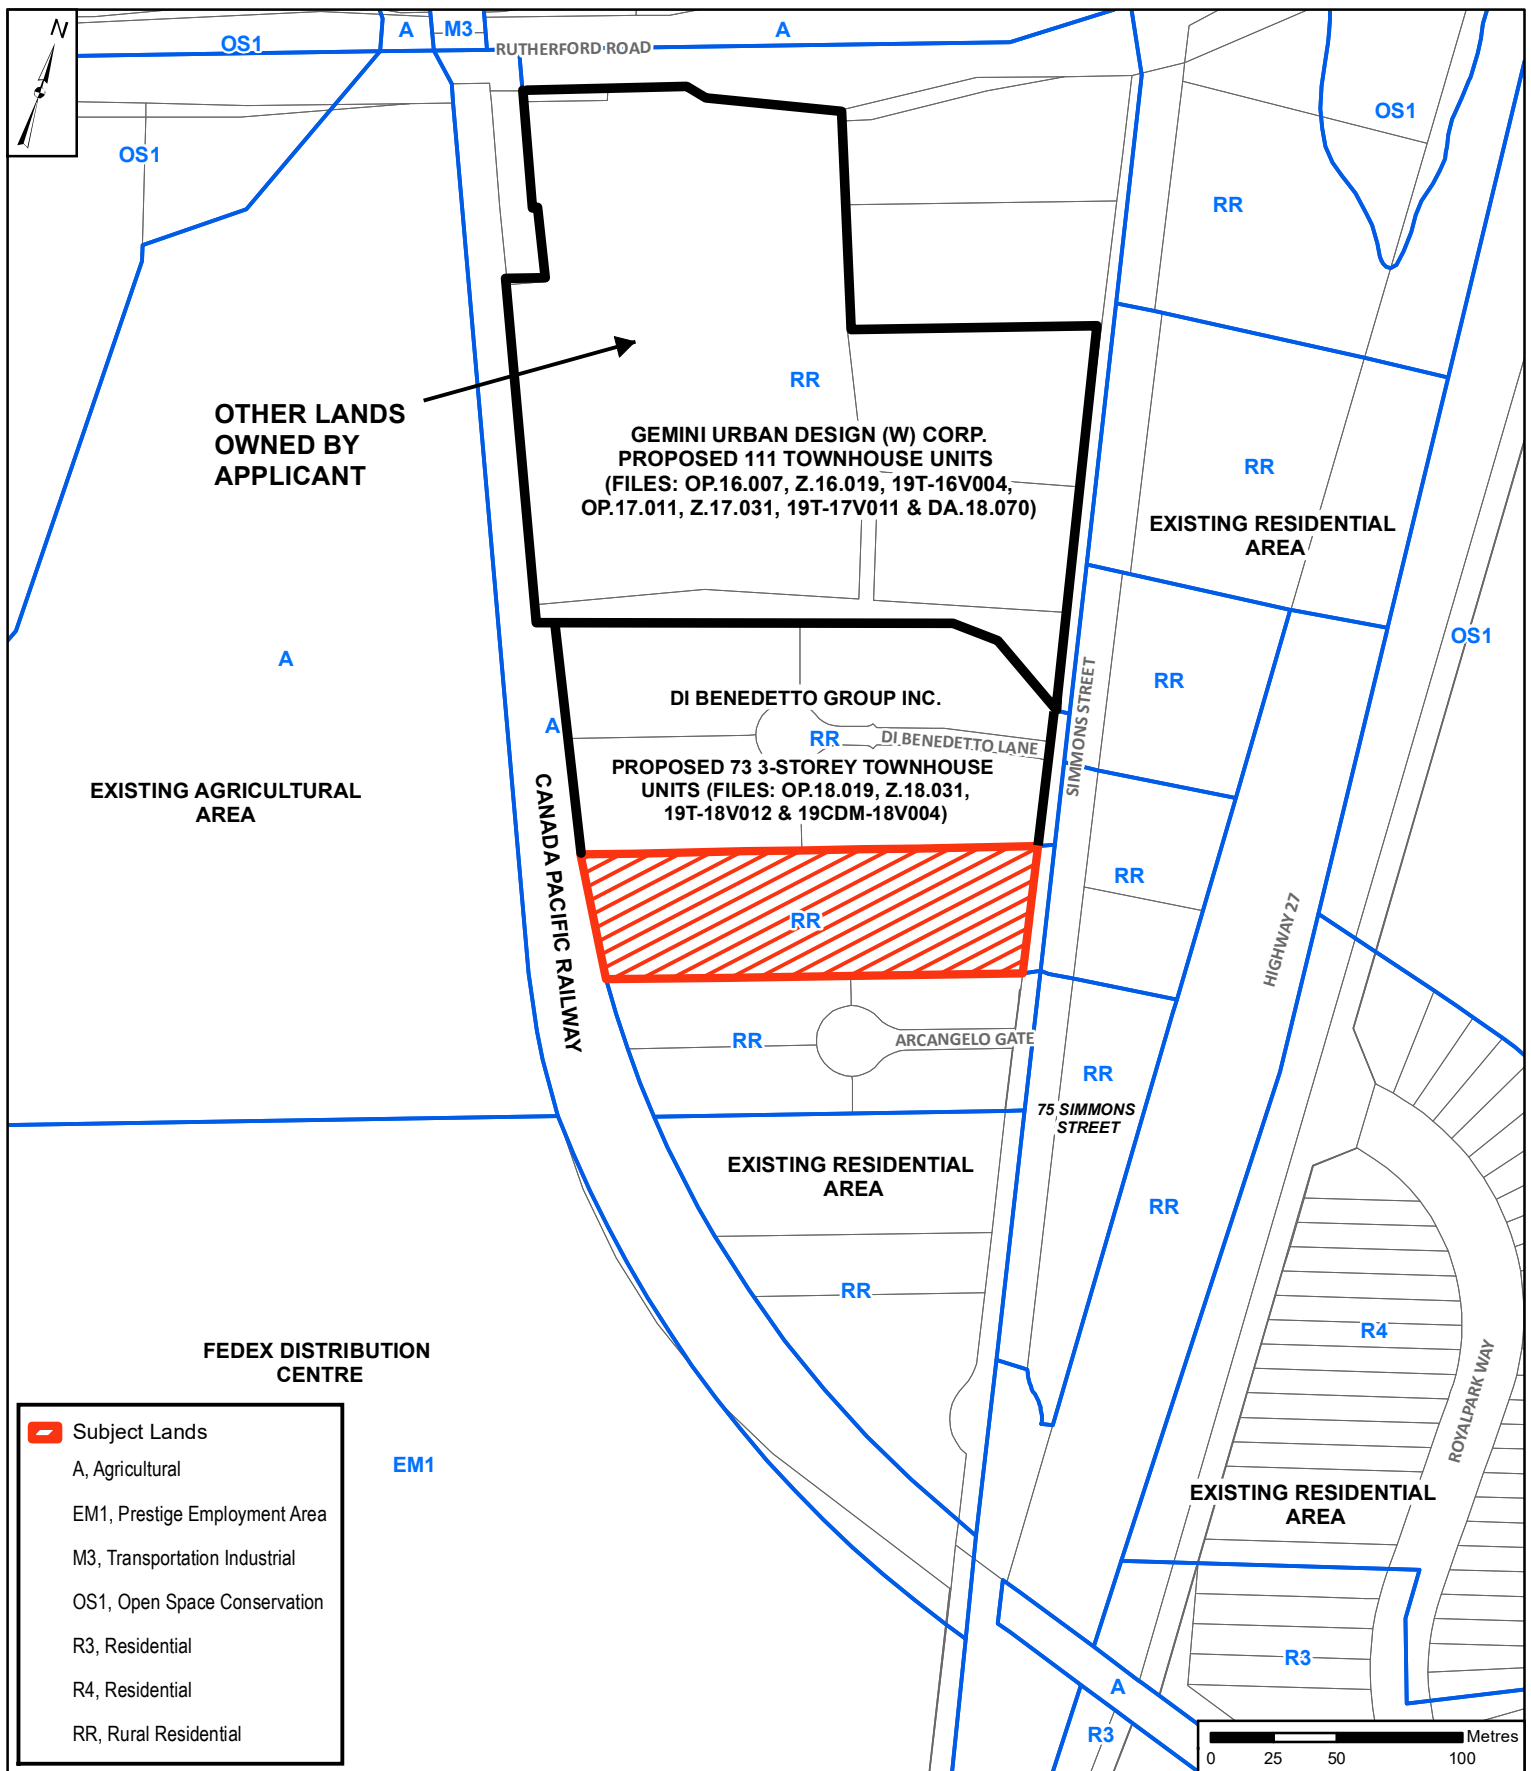 N
OS1
A
M3
A
RUTHERFORD ROAD
OS1
OS1
RR
RR
OTHER LANDS
OWNED BY
APPLICANT
GEMINI URBAN DESIGN (W) CORP.
PROPOSED 111 TOWNHOUSE UNITS
(FILES: OP.16.007, Z.16.019, 19T-16V004,
OP.17.011, Z.17.031, 19T-17V011 & DA.18.070)
RR
EXISTING RESIDENTIAL
AREA
OS1
A
RR
SIMMONS STREET
DI BENEDETTO GROUP INC.
A
RR
DI BENEDETTO LANE
PROPOSED 73 3-STOREY TOWNHOUSE
UNITS (FILES: OP.18.019, Z.18.031,
19T-18V012 & 19CDM-18V004)
EXISTING AGRICULTURAL
AREA
CANADA PACIFIC RAILWAY
RR
RR
HIGHWAY 27
RR
ARCANGELO GATE
RR
75 SIMMONS
STREET
EXISTING RESIDENTIAL
AREA
RR
RR
R4
ROYALPARK WAY
FEDEX DISTRIBUTION
CENTRE
EM1
EXISTING RESIDENTIAL
AREA
R3
A
R3
Subject Lands
A, Agricultural
EM1, Prestige Employment Area
M3, Transportation Industrial
OS1, Open Space Conservation
R3, Residential
R4, Residential
RR, Rural Residential
Metres
0 25 50 100